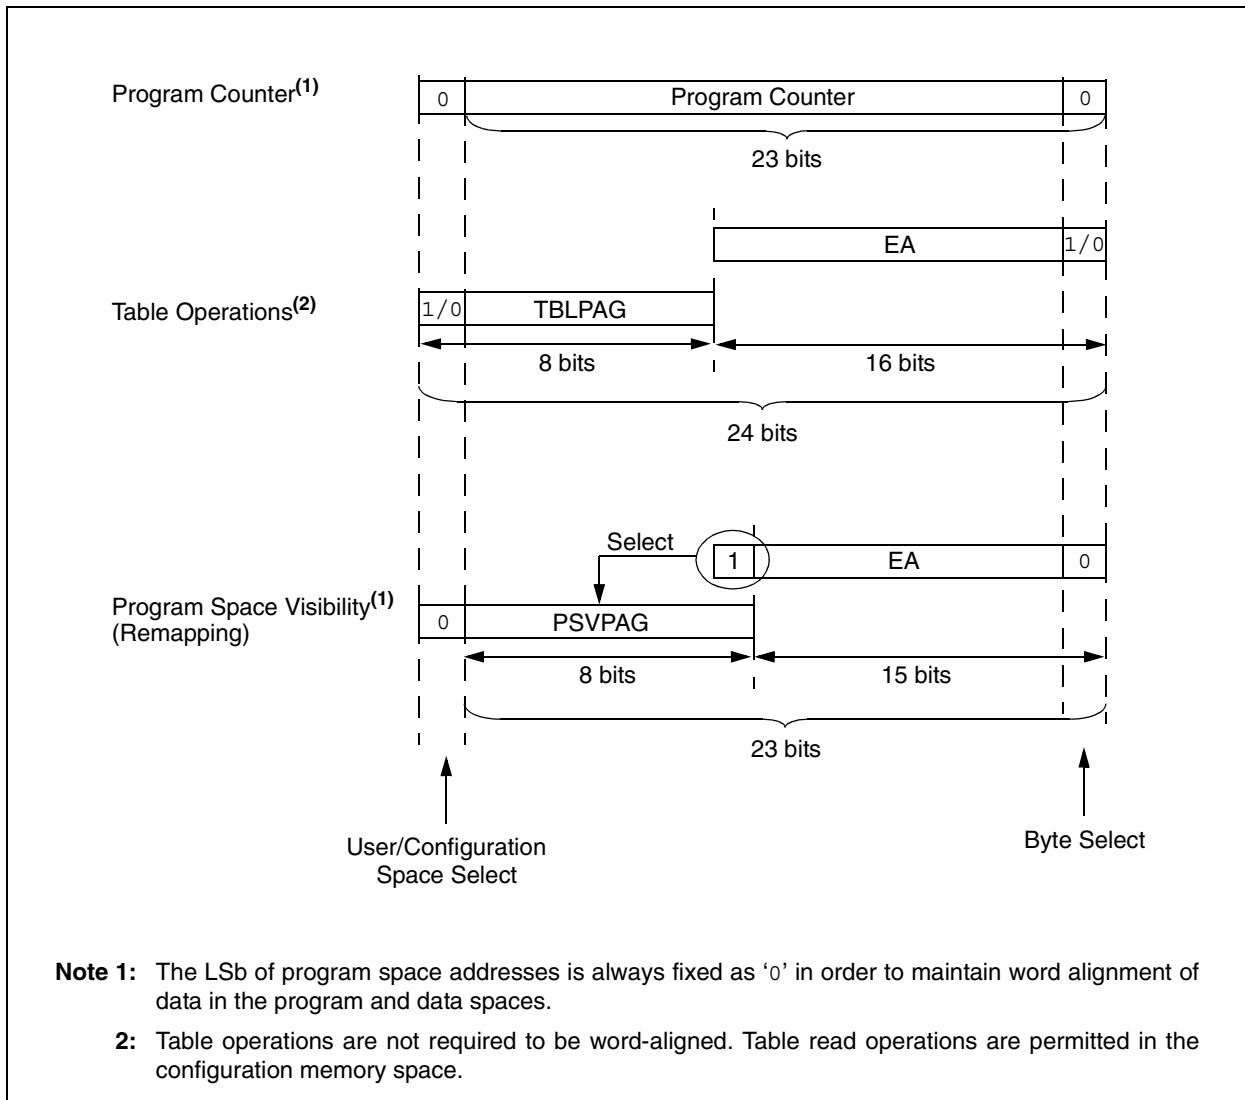 Program Counter(1)
0 Program Counter 0
23 bits
EA 1/0
Table Operations(2)
1/0 TBLPAG
8 bits 16 bits
24 bits
Select
1 EA 0
Program Space Visibility(1)
(Remapping)
0 PSVPAG
8 bits 15 bits
23 bits
User/Configuration
Space Select
Byte Select
Note 1: The LSb of program space addresses is always fixed as ‘0’ in order to maintain word alignment of
data in the program and data spaces.
2: Table operations are not required to be word-aligned. Table read operations are permitted in the
configuration memory space.